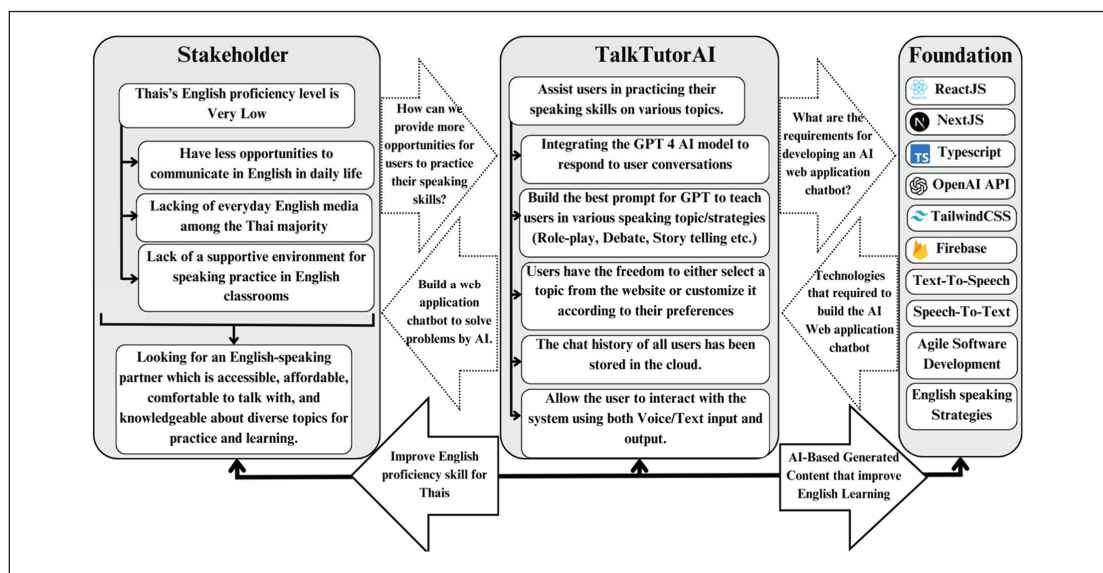 Stakeholder
Thais's English proficiency level is
Very Low
Have less opportunities to
communicate in English in daily life
Lacking of everyday English media
among the Thai majority
Lack of a supportive environment for
speaking practice in English
classrooms
Looking for an English-speaking
partner which is accessible, affordable,
comfortable to talk with, and
knowledgeable about diverse topics for
practice and learning.
How can we
provide more
opportunities for
users to practice
their speaking
skills?
Build a web
application
chatbot to solve
problems by AI.
Improve English
proficiency skill for
Thais
TalkTutorAI
Assist users in practicing their
speaking skills on various topics.
Integrating the GPT 4 AI model to
respond to user conversations
Build the best prompt for GPT to teach
users in various speaking topic/strategies
(Role-play, Debate, Story telling etc.)
Users have the freedom to either select a
topic from the website or customize it
according to their preferences
The chat history of all users has been
stored in the cloud.
Allow the user to interact with the
system using both Voice/Text input and
output.
What are the
requirements for
developing an AI
web application
chatbot?
Technologies
that required to
build the AI
Web application
chatbot
AI-Based Generated
Content that improve
English Learning
Foundation
ReactJS
NextJS
TS Typescript
OpenAI API
TailwindCSS
Firebase
Text-To-Speech
Speech-To-Text
Agile Software
Development
English speaking
Strategies